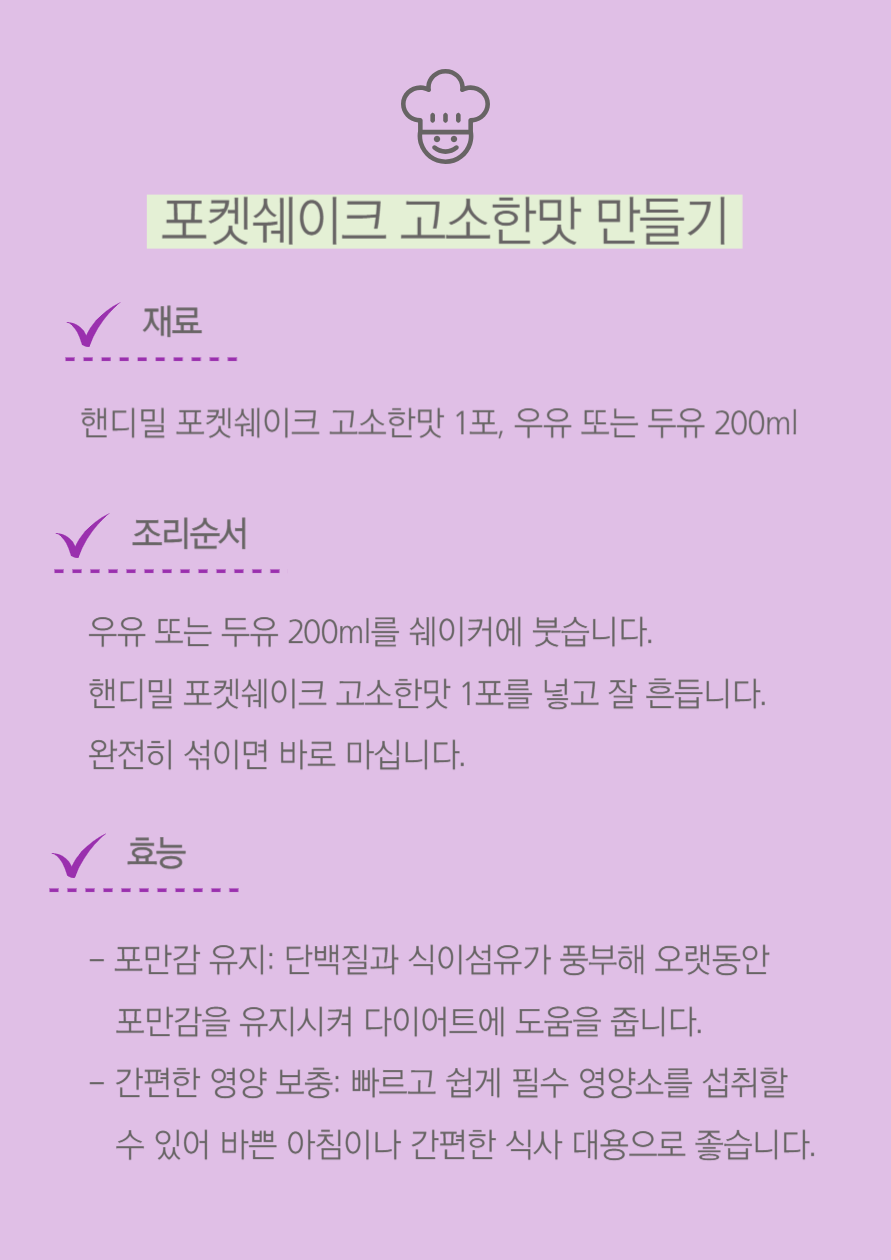 포켓쉐이크 고소한맛 만들기
재료
핸디밀 포켓쉐이크 고소한맛 1포, 우유 또는 두유 200ml
조리순서
우유 또는 두유 200ml를 쉐이커에 붓습니다.
핸디밀 포켓쉐이크 고소한맛 1포를 넣고 잘 흔듭니다.
완전히 섞이면 바로 마십니다.
효능
– 포만감 유지: 단백질과 식이섬유가 풍부해 오랫동안
포만감을 유지시켜 다이어트에 도움을 줍니다.
– 간편한 영양 보충: 빠르고 쉽게 필수 영양소를 섭취할
수 있어 바쁜 아침이나 간편한 식사 대용으로 좋습니다.